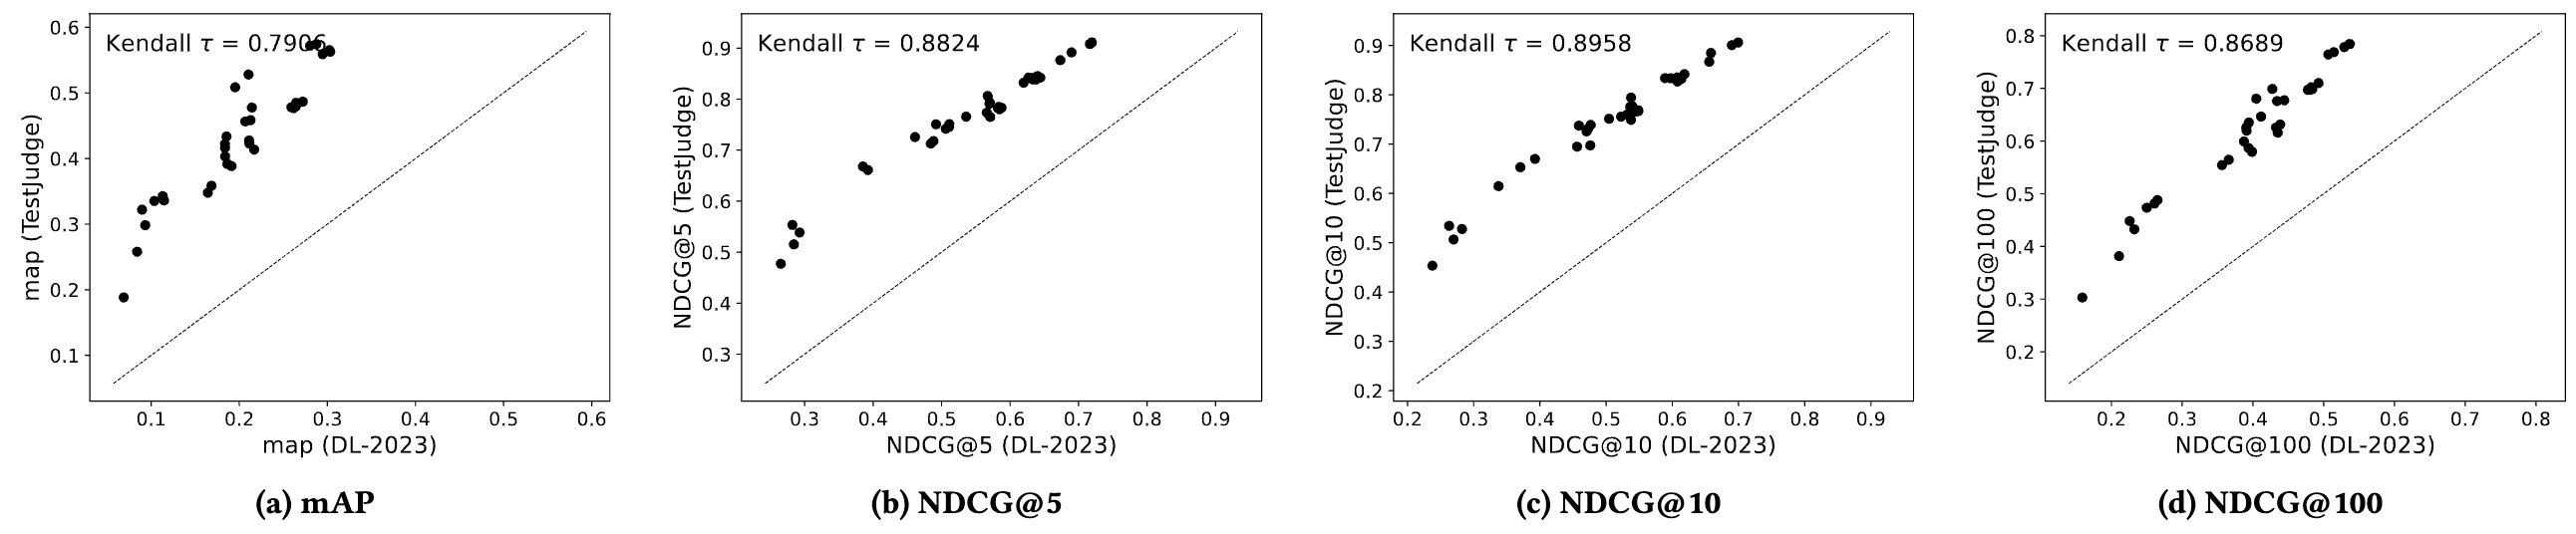 Kendall τ = 0.7906
0.6
0.5
0.4
0.3
0.2
0.1
map (TestJudge)
0.1 0.2 0.3 0.4 0.5 0.6
map (DL-2023)
(a) mAP
Kendall τ = 0.8824
0.9
0.8
0.7
0.6
0.5
0.4
0.3
NDCG@5 (TestJudge)
0.3 0.4 0.5 0.6 0.7 0.8 0.9
NDCG@5 (DL-2023)
(b) NDCG@5
Kendall τ = 0.8958
0.9
0.8
0.7
0.6
0.5
0.4
0.3
0.2
NDCG@10 (TestJudge)
0.2 0.3 0.4 0.5 0.6 0.7 0.8 0.9
NDCG@10 (DL-2023)
(c) NDCG@10
Kendall τ = 0.8689
0.8
0.7
0.6
0.5
0.4
0.3
0.2
NDCG@100 (TestJudge)
0.2 0.3 0.4 0.5 0.6 0.7 0.8
NDCG@100 (DL-2023)
(d) NDCG@100